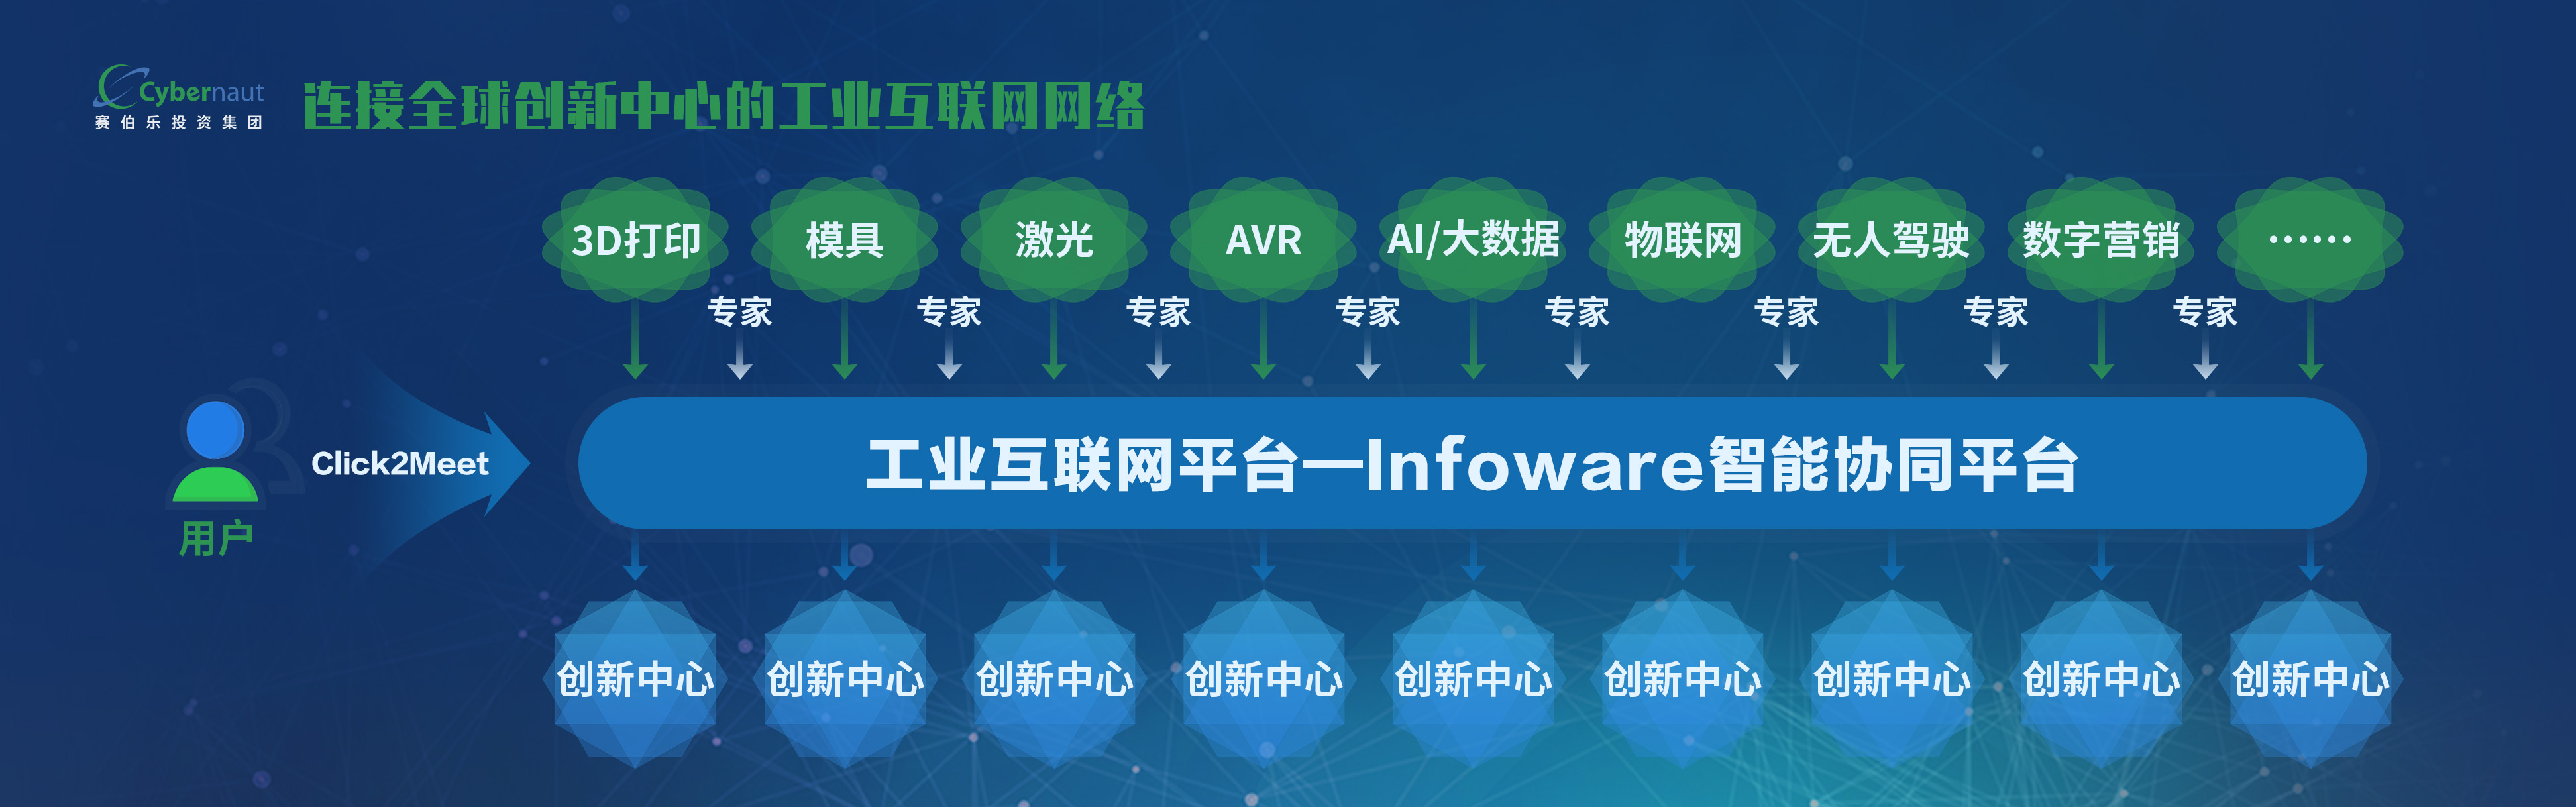 Cybernaut
赛伯乐投资集团
连接全球创新中心的工业互联网网络
3D打印
模具
激光
AVR
AI/大数据
物联网
无人驾驶
数字营销
……
专家
专家
专家
专家
专家
专家
专家
专家
用户
Click2Meet
工业互联网平台—Infoware智能协同平台
创新中心
创新中心
创新中心
创新中心
创新中心
创新中心
创新中心
创新中心
创新中心